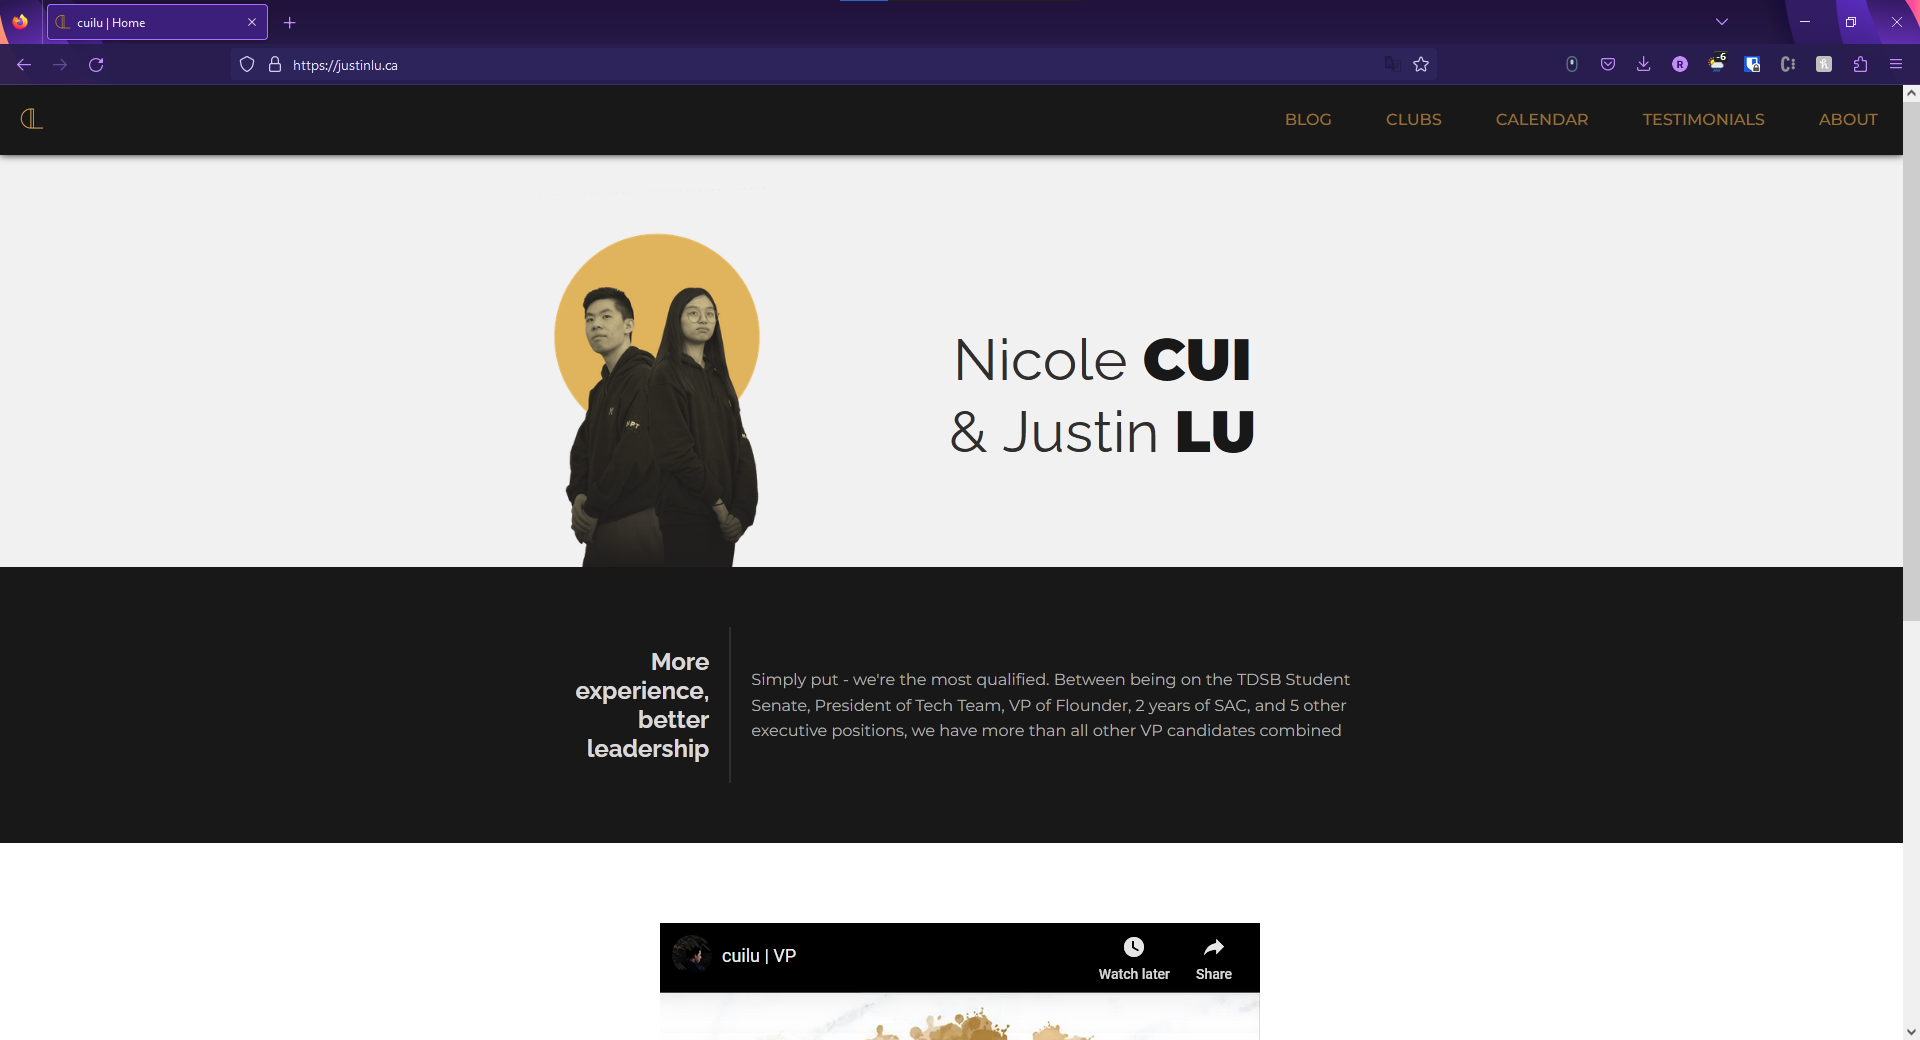 cuilu | Home
https://justinlu.ca
-6
R
CL
BLOG
CLUBS
CALENDAR
TESTIMONIALS
ABOUT
Nicole CUI
& Justin LU
More
experience,
better
leadership
Simply put - we're the most qualified. Between being on the TDSB Student
Senate, President of Tech Team, VP of Flounder, 2 years of SAC, and 5 other
executive positions, we have more than all other VP candidates combined
cuilu | VP
Watch later
Share